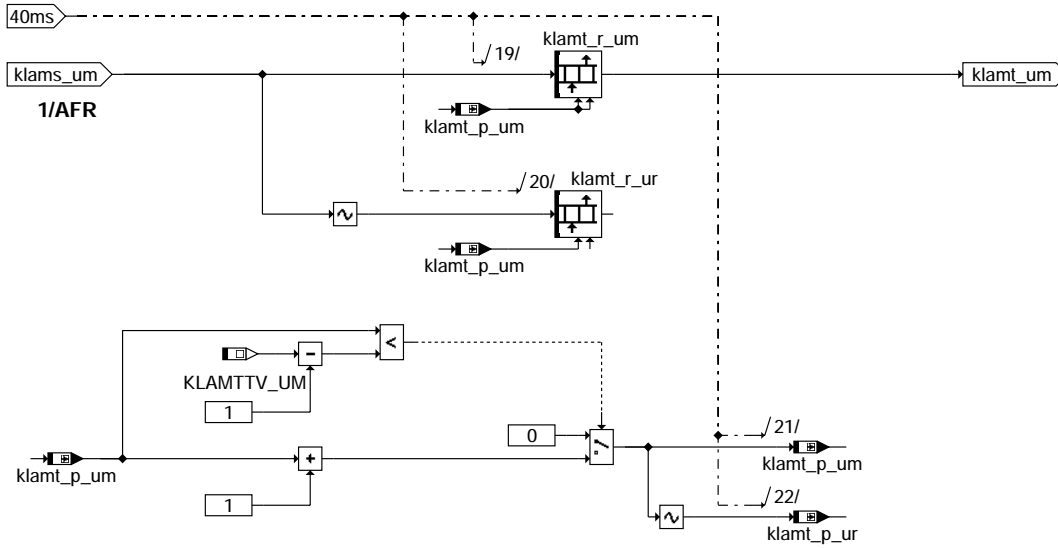 40ms
klamt_r_um
/19/
klams_um
klamt_um
1/AFR
klamt_p_um
/20/
klamt_r_ur
klamt_p_um
<
-
KLAMTTV_UM
1
0
/21/
klamt_p_um
+
klamt_p_um
1
/22/
klamt_p_ur